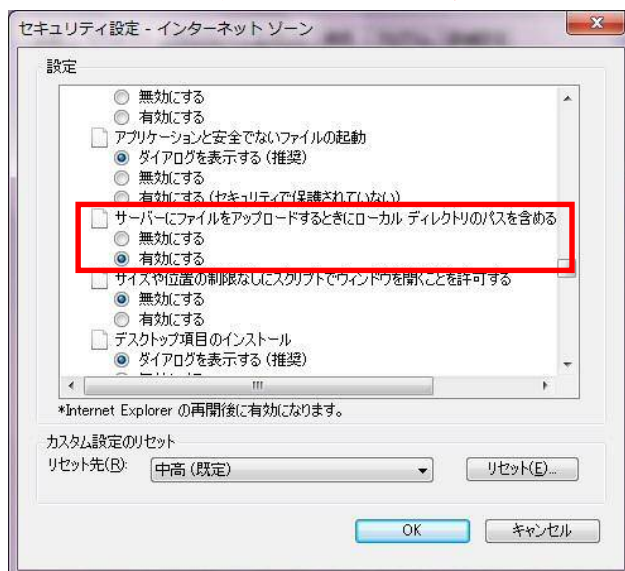 セキュリティ設定 - インターネット ゾーン
設定
無効にする
有効にする
アプリケーションと安全でないファイルの起動
ダイアログを表示する (推奨)
無効にする
有効にする (セキュリティで保護されていない)
サーバーにファイルをアップロードするときにローカル ディレクトリのパスを含める
無効にする
有効にする
サイズや位置の制限なしにスクリプトでウィンドウを開くことを許可する
無効にする
有効にする
デスクトップ項目のインストール
ダイアログを表示する (推奨)
*Internet Explorer の再開後に有効になります。
カスタム設定のリセット
リセット先(R): 中高 (既定) リセット(E)...
OK キャンセル